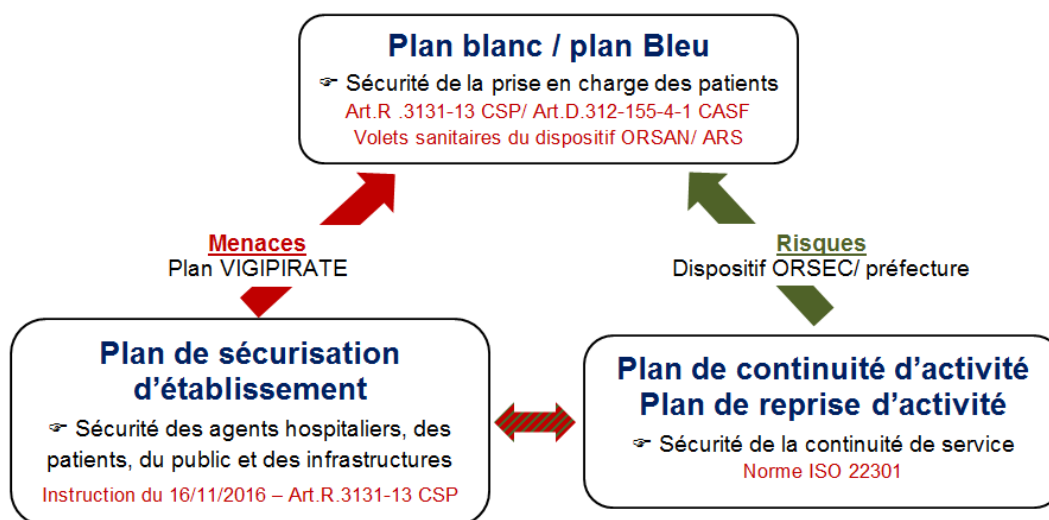 Plan blanc / plan Bleu
☞ Sécurité de la prise en charge des patients
Art.R .3131-13 CSP/ Art.D.312-155-4-1 CASF
Volets sanitaires du dispositif ORSAN/ ARS
Menaces
Plan VIGIPIRATE
Risques
Dispositif ORSEC/ préfecture
Plan de sécurisation
d’établissement
☞ Sécurité des agents hospitaliers, des
patients, du public et des infrastructures
Instruction du 16/11/2016 – Art.R.3131-13 CSP
Plan de continuité d’activité
Plan de reprise d’activité
☞ Sécurité de la continuité de service
Norme ISO 22301